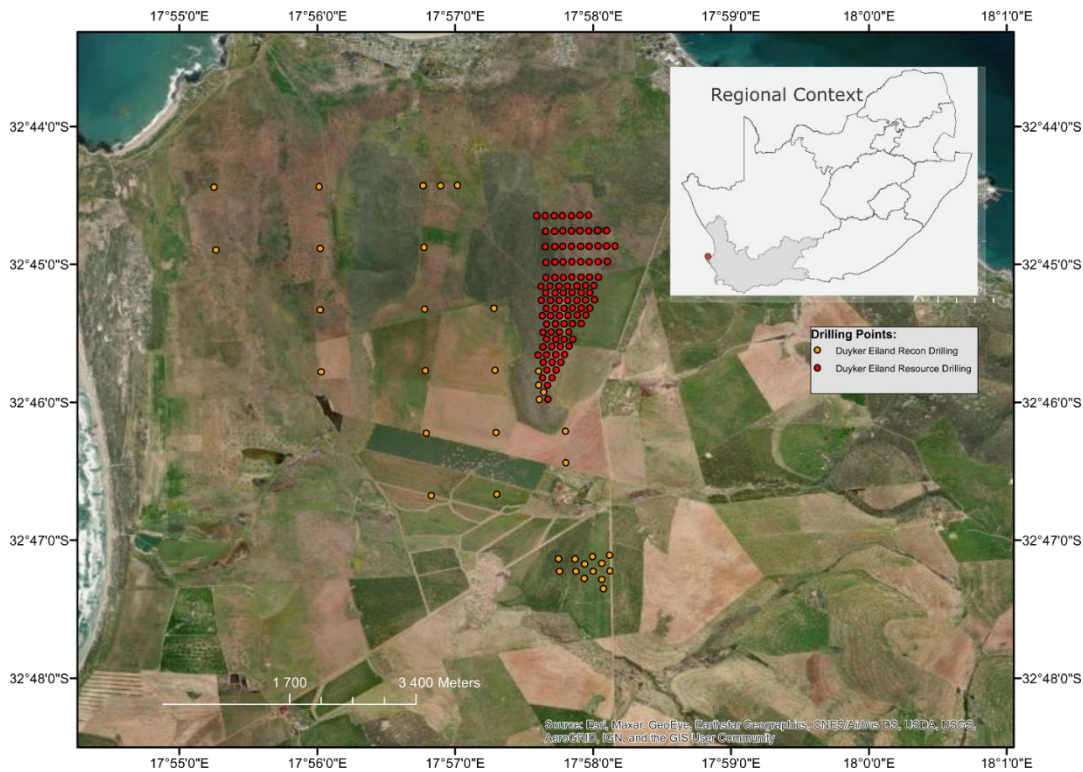 17°55'0"E 17°56'0"E 17°57'0"E 17°58'0"E 17°59'0"E 18°0'0"E 18°1'0"E
Regional Context
32°44'0"S 32°44'0"S
32°45'0"S 32°45'0"S
Drilling Points:
Duyker Eiland Recon Drilling
Duyker Eiland Resource Drilling
32°46'0"S 32°46'0"S
32°47'0"S 32°47'0"S
32°48'0"S 32°48'0"S
1 700 3 400 Meters
Source: Esri, Maxar, GeoEye, Earthstar Geographics, CNES/Airbus DS, USDA, USGS,
AeroGRID, IGN, and the GIS User Community
17°55'0"E 17°56'0"E 17°57'0"E 17°58'0"E 17°59'0"E 18°0'0"E 18°1'0"E